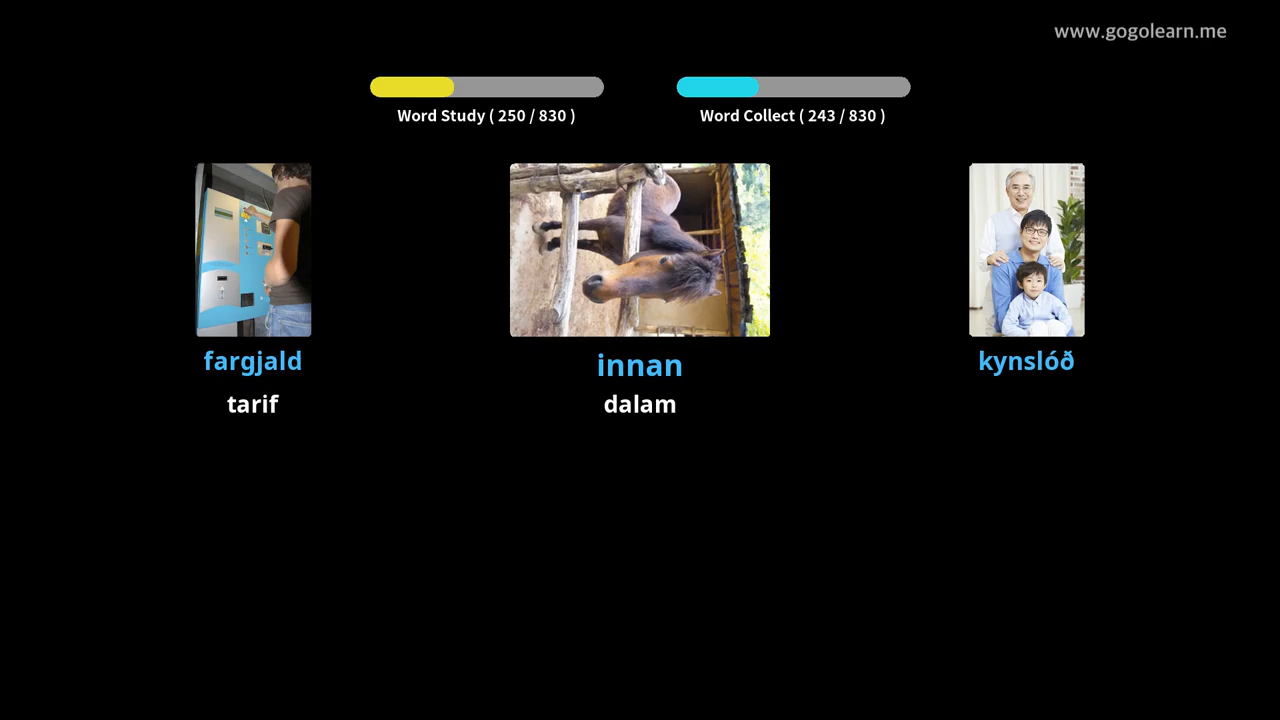 www.gogolearn.me
Word Study ( 250 / 830 )
Word Collect ( 243 / 830 )
fargjald
tarif
innan
dalam
kynslóð